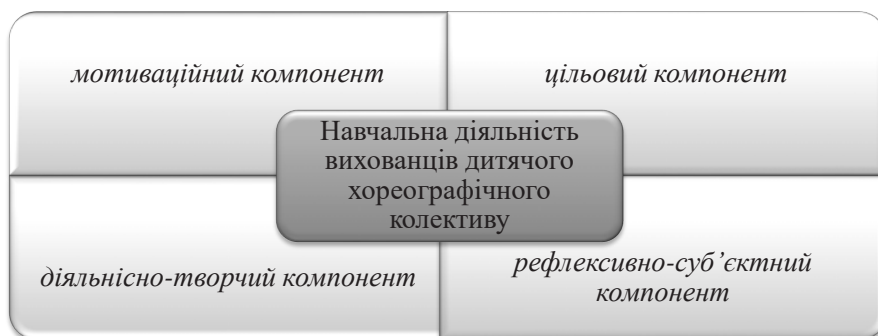 мотиваційний компонент
цільовий компонент
Навчальна діяльність
вихованців дитячого
хореографічного
колективу
діяльнісно-творчий компонент
рефлексивно-суб’єктний
компонент